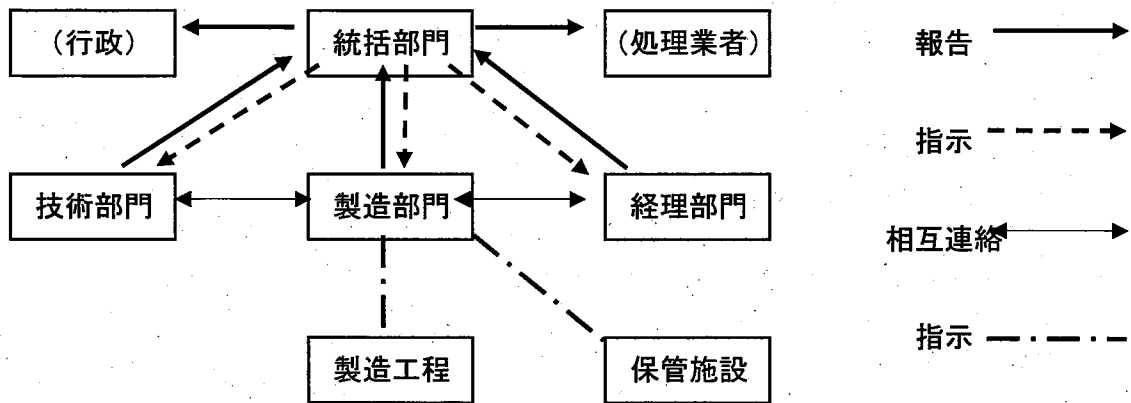 (行政)
統括部門
(処理業者)
報告
指示
技術部門
製造部門
経理部門
相互連絡
指示
製造工程
保管施設